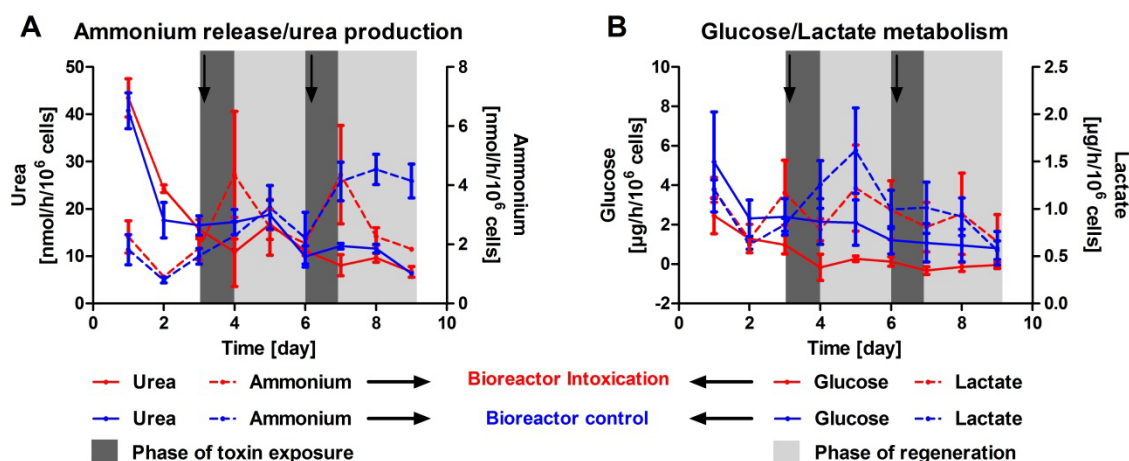 A Ammonium release/urea production
B Glucose/Lactate metabolism
50
40
30
20
10
0
Urea
[nmol/h/10⁶ cells]
8
6
4
2
0
Ammonium
[nmol/h/10⁶ cells]
0 2 4 6 8 10
Time [day]
10
8
6
4
2
0
-2
Glucose
[µg/h/10⁶ cells]
2.5
2.0
1.5
1.0
0.5
0.0
Lactate
[µg/h/10⁶ cells]
0 2 4 6 8 10
Time [day]
Urea Ammonium Bioreactor Intoxication Glucose Lactate
Urea Ammonium Bioreactor control Glucose Lactate
Phase of toxin exposure Phase of regeneration